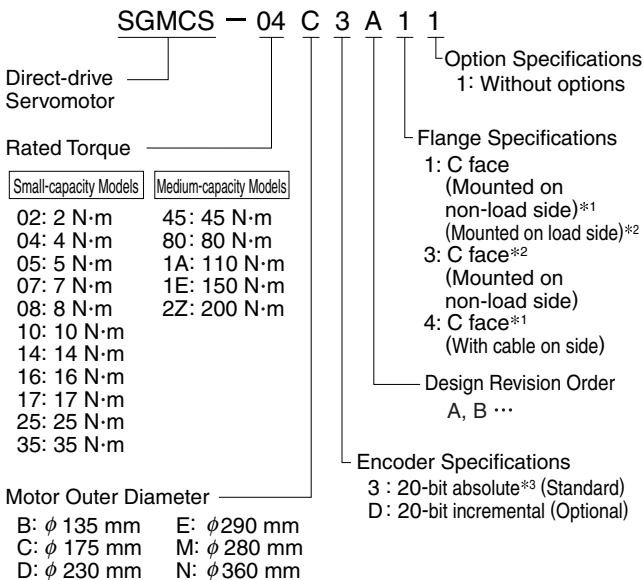 SGMCS － 04 C 3 A 1 1
Direct-drive
Servomotor
Rated Torque
Small-capacity Models
02: 2 N·m
04: 4 N·m
05: 5 N·m
07: 7 N·m
08: 8 N·m
10: 10 N·m
14: 14 N·m
16: 16 N·m
17: 17 N·m
25: 25 N·m
35: 35 N·m
Medium-capacity Models
45: 45 N·m
80: 80 N·m
1A: 110 N·m
1E: 150 N·m
2Z: 200 N·m
Motor Outer Diameter
B: ϕ 135 mm
C: ϕ 175 mm
D: ϕ 230 mm
E: ϕ290 mm
M: ϕ 280 mm
N: ϕ360 mm
Option Specifications
1: Without options
Flange Specifications
1: C face
(Mounted on
non-load side)*1
(Mounted on load side)*2
3: C face*2
(Mounted on
non-load side)
4: C face*1
(With cable on side)
Design Revision Order
A, B ⋯
Encoder Specifications
3 : 20-bit absolute*3 (Standard)
D: 20-bit incremental (Optional)